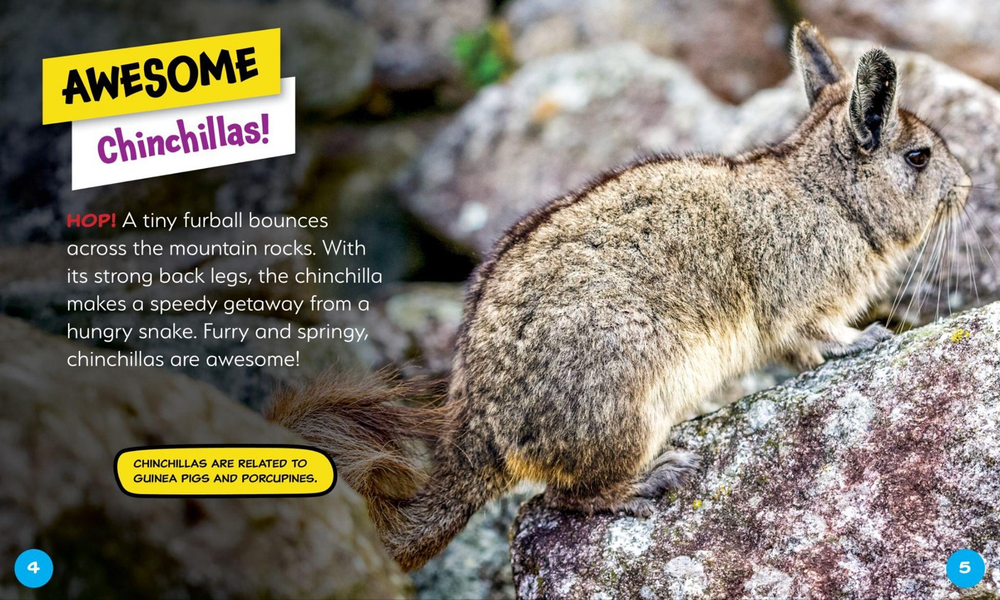 AWESOME
Chinchillas!
HOP! A tiny furball bounces
across the mountain rocks. With
its strong back legs, the chinchilla
makes a speedy getaway from a
hungry snake. Furry and springy,
chinchillas are awesome!
CHINCHILLAS ARE RELATED TO
GUINEA PIGS AND PORCUPINES.
4
5